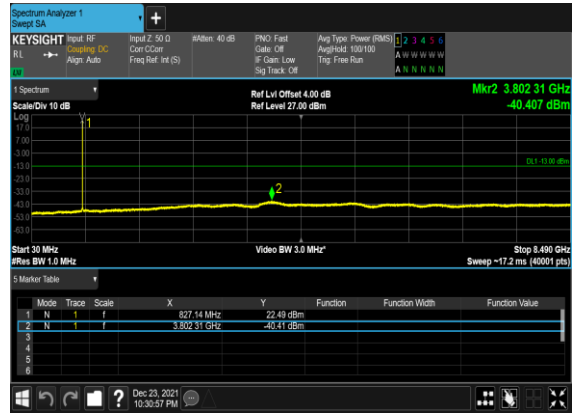 Spectrum Analyzer 1
Swept SA
+
KEYSIGHT Input: RF Input Z: 50 Ω #Atten: 40 dB PNO: Fast Avg Type: Power (RMS) 1 2 3 4 5 6
RL Coupling: DC Corr CCorr Gate: Off Avg|Hold: 100/100 A W W W W W
Align: Auto Freq Ref: Int (S) IF Gain: Low Trig: Free Run
LW Sig Track: Off A N N N N N
1 Spectrum Ref Lvl Offset 4.00 dB Mkr2 3.802 31 GHz
Scale/Div 10 dB Ref Level 27.00 dBm -40.407 dBm
Log
17.0
1
7.00
-3.00
-13.0 DL1 -13.00 dBm
-23.0
-33.0
2
-43.0
-53.0
-63.0
Start 30 MHz Video BW 3.0 MHz* Stop 8.490 GHz
#Res BW 1.0 MHz Sweep ~17.2 ms (40001 pts)
5 Marker Table
Mode Trace Scale X Y Function Function Width Function Value
1 N 1 f 827.14 MHz 22.49 dBm
2 N 1 f 3.802 31 GHz -40.41 dBm
3
4
5
6
? Dec 23, 2021
10:30:57 PM